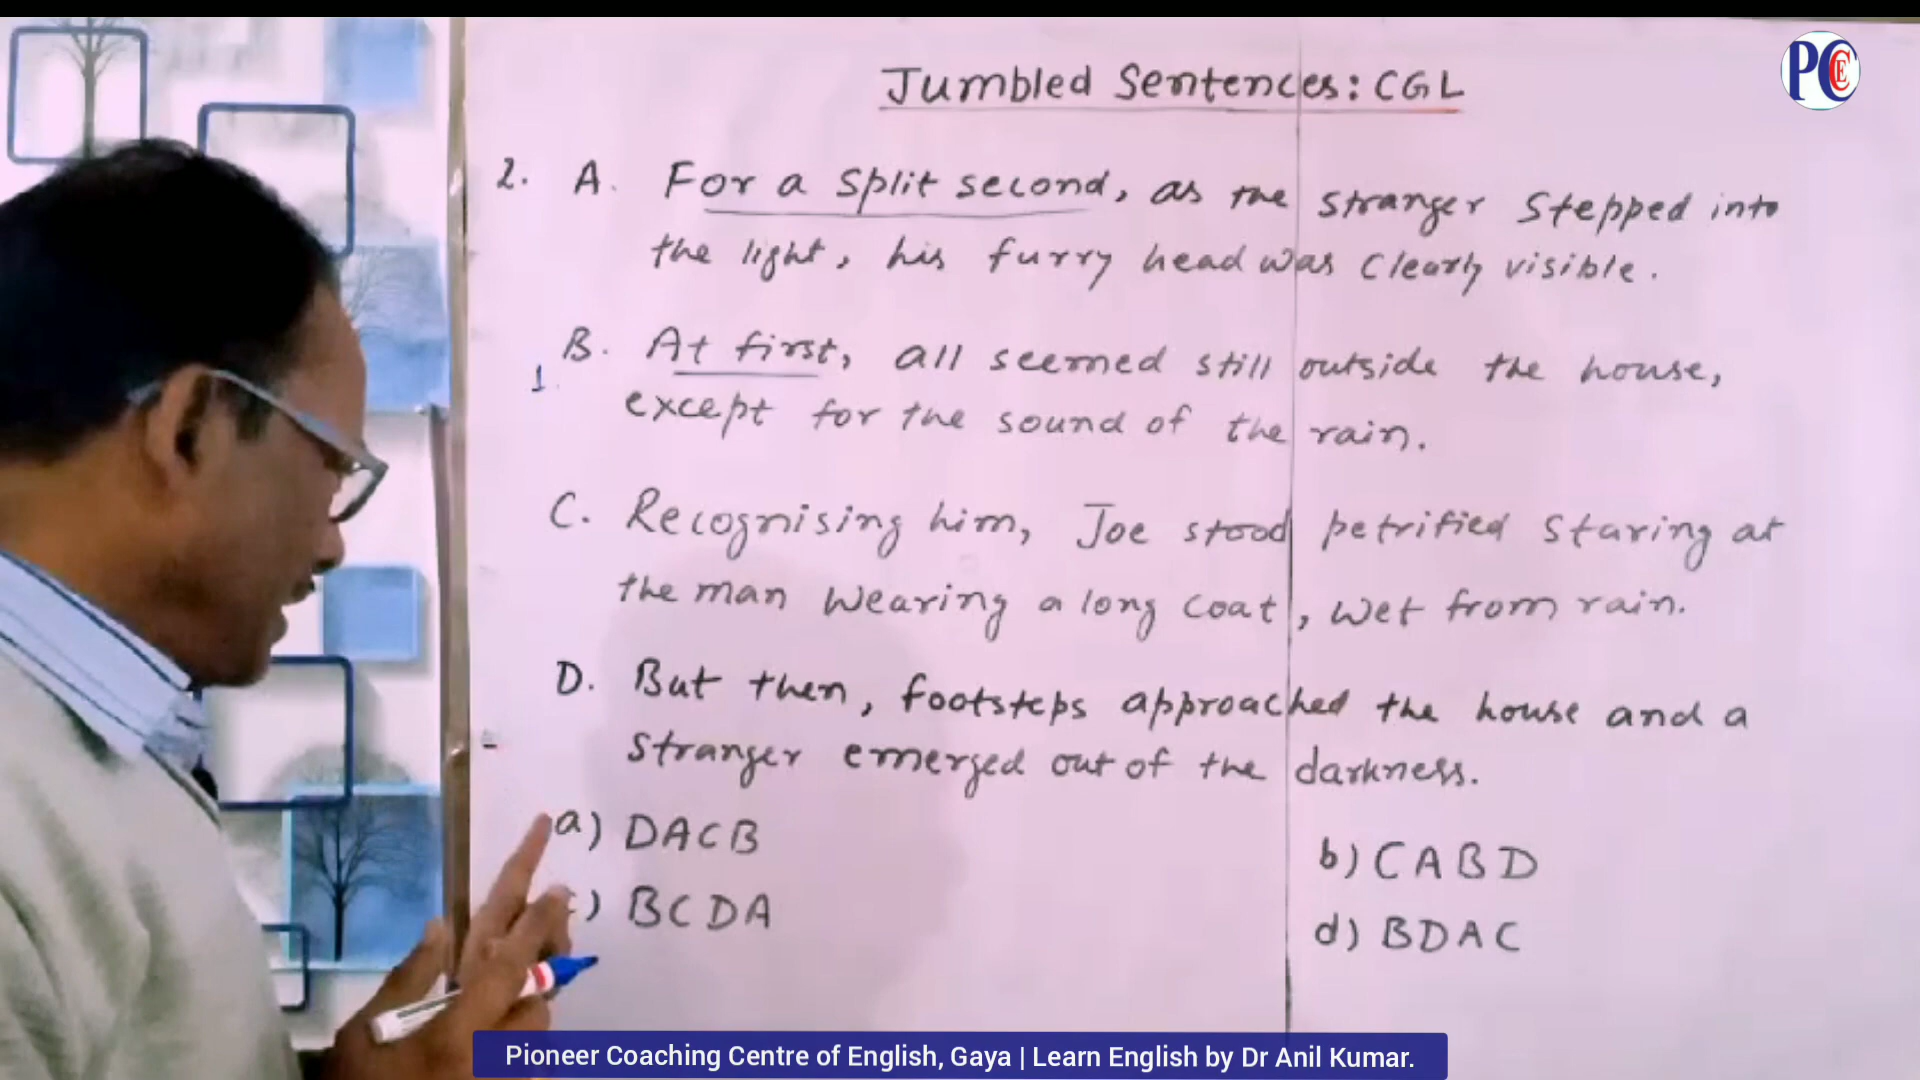 PCCE
Jumbled Sentences: CGL
2. A. For a split second, as the stranger stepped into
the light, his furry head was clearly visible.
1. B. At first, all seemed still outside the house,
except for the sound of the rain.
C. Recognising him, Joe stood petrified staring at
the man wearing a long coat, wet from rain.
D. But then, footsteps approached the house and a
stranger emerged out of the darkness.
a) DACB
b) CABD
) BCDA
d) BDAC
Pioneer Coaching Centre of English, Gaya | Learn English by Dr Anil Kumar.